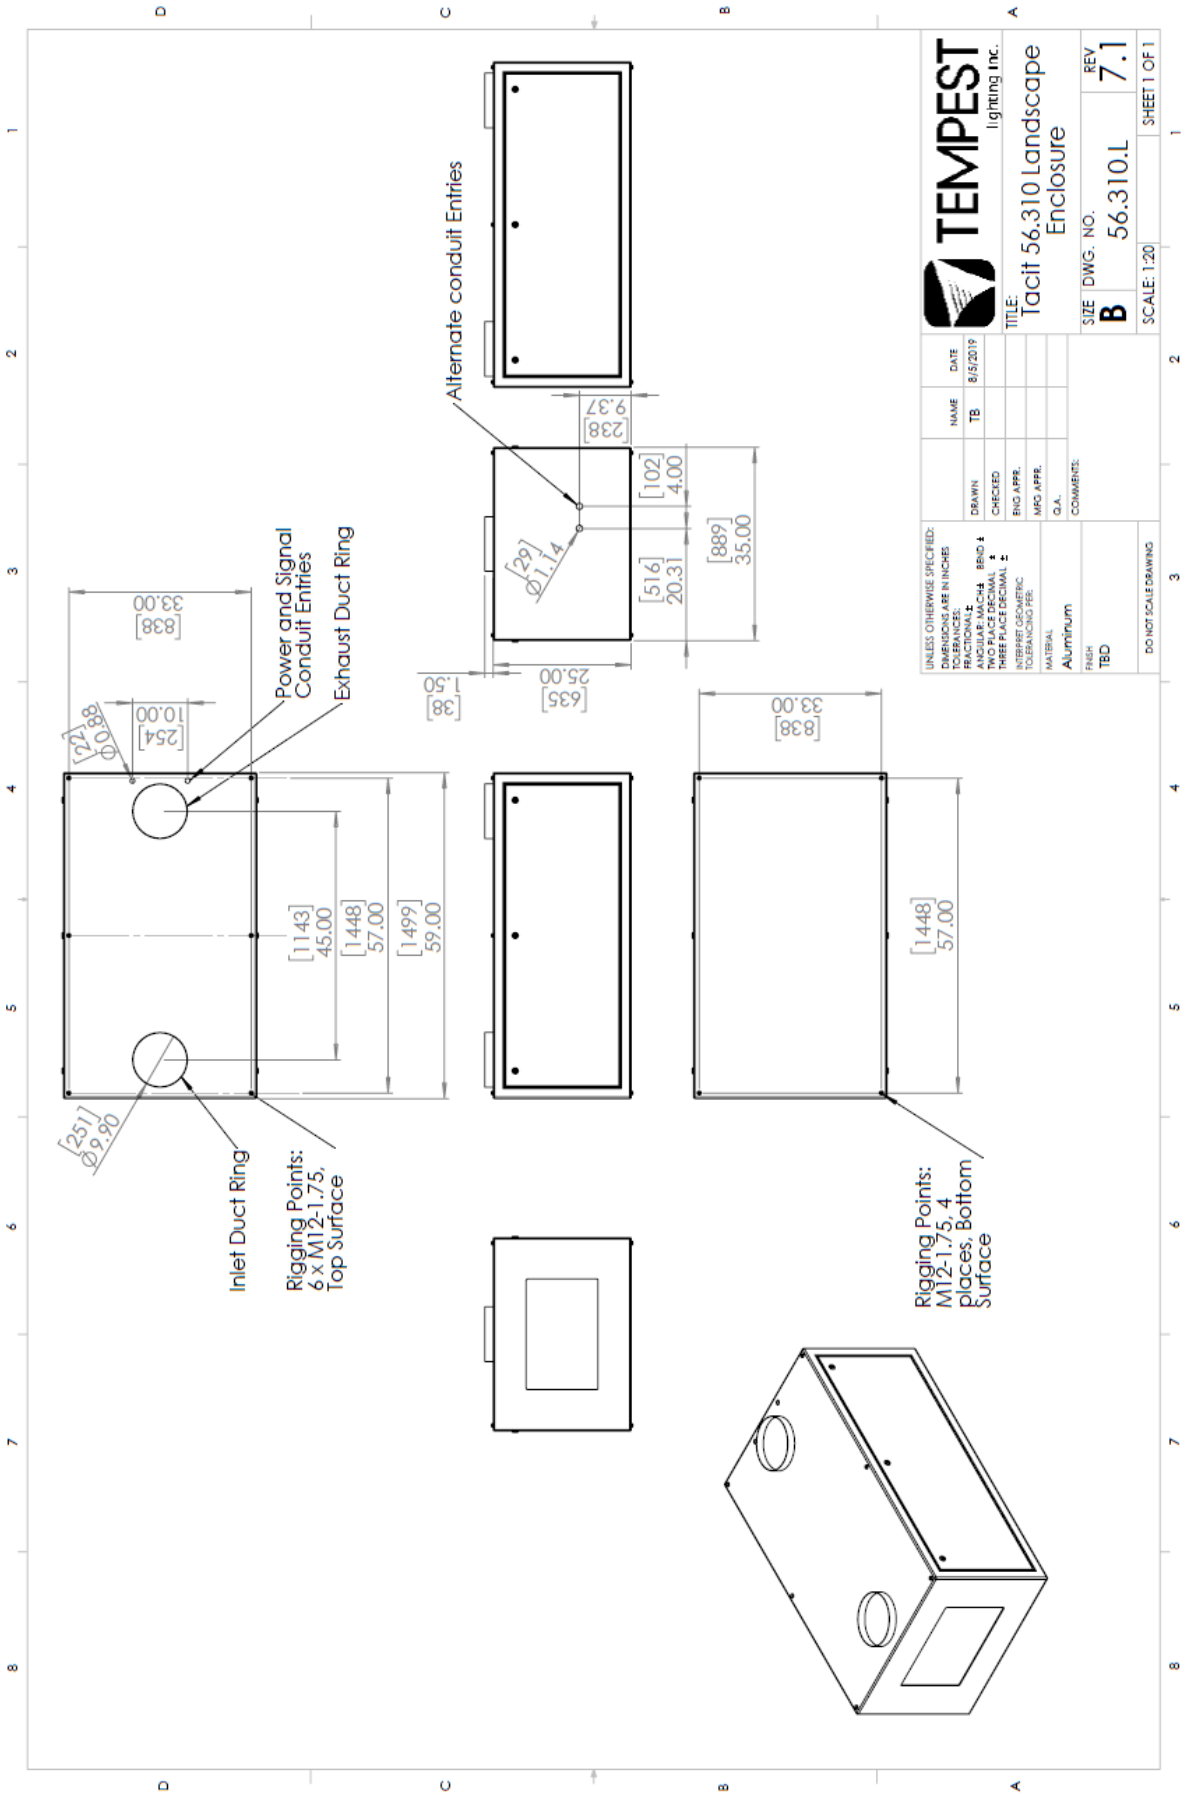 8
7
6
5
4
3
2
1
D
C
B
A
[251]
Ø9.90
Inlet Duct Ring
Rigging Points:
6 x M12-1.75,
Top Surface
[1143]
45.00
[1448]
57.00
[1499]
59.00
[22]
Ø0.88
[254]
10.00
[838]
33.00
Power and Signal
Conduit Entries
Exhaust Duct Ring
[38]
1.50
[635]
25.00
[29]
Ø1.14
[516]
20.31
[102]
4.00
[889]
35.00
[238]
9.37
Alternate conduit Entries
[838]
33.00
[1448]
57.00
Rigging Points:
M12-1.75, 4
places, Bottom
Surface
UNLESS OTHERWISE SPECIFIED:
DIMENSIONS ARE IN INCHES
TOLERANCES:
FRACTIONAL ±
ANGULAR: MACH± BEND ±
TWO PLACE DECIMAL ±
THREE PLACE DECIMAL ±
INTERPRET GEOMETRIC
TOLERANCING PER:
MATERIAL
Aluminum
FINISH
TBD
DO NOT SCALE DRAWING
NAME DATE
DRAWN TB 8/5/2019
CHECKED
ENG APPR.
MFG APPR.
Q.A.
COMMENTS:
TEMPEST
lighting inc.
TITLE:
Tacit 56.310 Landscape
Enclosure
SIZE DWG. NO. REV
B 56.310.L 7.1
SCALE: 1:20 SHEET 1 OF 1
8
7
6
5
4
3
2
1
D
C
B
A